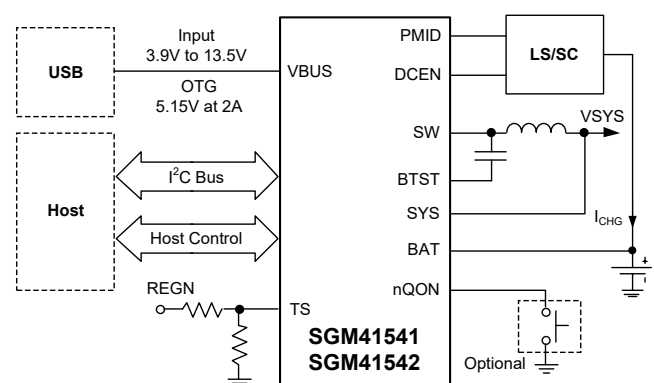 USB
Input
3.9V to 13.5V
OTG
5.15V at 2A
Host
I²C Bus
Host Control
REGN
VBUS
TS
PMID
DCEN
SW
BTST
SYS
BAT
nQON
SGM41541
SGM41542
LS/SC
VSYS
I_CHG
+
Optional